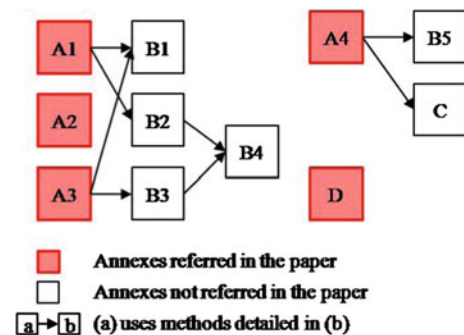 A1 B1 A4 B5
A2 B2 C
B4
A3 B3 D
Annexes referred in the paper
Annexes not referred in the paper
a b (a) uses methods detailed in (b)